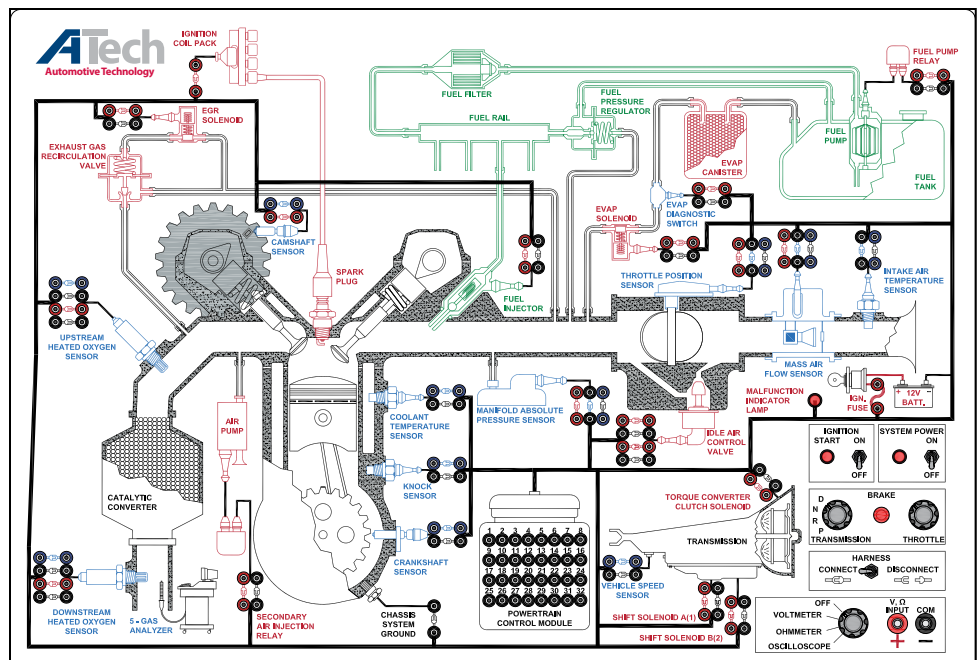 ATech
Automotive Technology
IGNITION
COIL PACK
EGR
SOLENOID
EXHAUST GAS
RECIRCULATION
VALVE
CAMSHAFT
SENSOR
SPARK
PLUG
FUEL FILTER
FUEL RAIL
FUEL
PRESSURE
REGULATOR
FUEL PUMP
RELAY
FUEL
PUMP
FUEL
TANK
EVAP
CANISTER
EVAP
DIAGNOSTIC
SWITCH
EVAP
SOLENOID
FUEL
INJECTOR
THROTTLE POSITION
SENSOR
INTAKE AIR
TEMPERATURE
SENSOR
MASS AIR
FLOW SENSOR
UPSTREAM
HEATED OXYGEN
SENSOR
AIR
PUMP
COOLANT
TEMPERATURE
SENSOR
MANIFOLD ABSOLUTE
PRESSURE SENSOR
IDLE AIR
CONTROL
VALVE
MALFUNCTION
INDICATOR
LAMP
IGN.
FUSE
+ 12V -
BATT.
CATALYTIC
CONVERTER
KNOCK
SENSOR
CRANKSHAFT
SENSOR
DOWNSTREAM
HEATED OXYGEN
SENSOR
5 - GAS
ANALYZER
SECONDARY
AIR INJECTION
RELAY
CHASSIS
SYSTEM
GROUND
1 2 3 4 5 6 7 8
9 10 11 12 13 14 15 16
17 18 19 20 21 22 23 24
25 26 27 28 29 30 31 32
POWERTRAIN
CONTROL MODULE
TORQUE CONVERTER
CLUTCH SOLENOID
TRANSMISSION
VEHICLE SPEED
SENSOR
SHIFT SOLENOID A(1)
SHIFT SOLENOID B(2)
IGNITION
START ON
OFF
SYSTEM POWER
ON
OFF
D
N
R
P
BRAKE
TRANSMISSION THROTTLE
HARNESS
CONNECT DISCONNECT
OFF
VOLTMETER
OHMMETER
OSCILLOSCOPE
V, Ω
INPUT COM
+ −